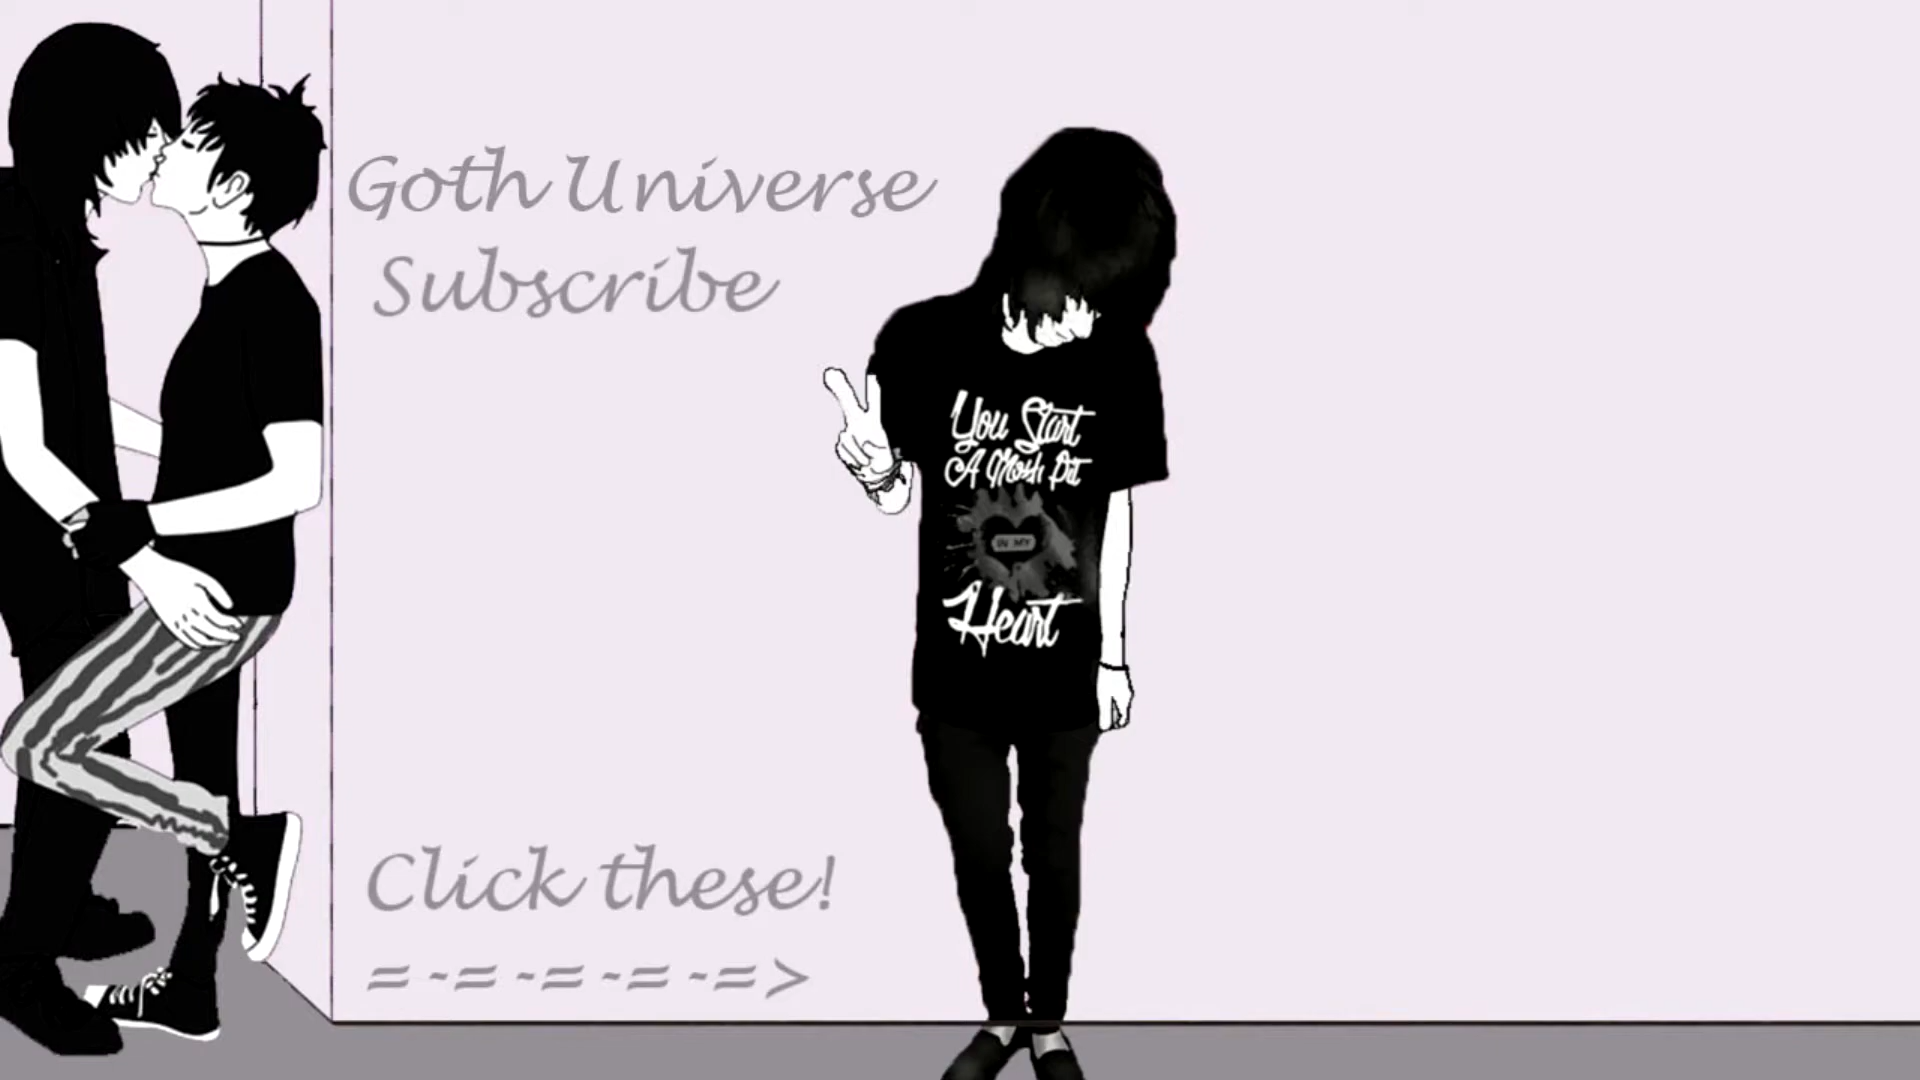 Goth Universe
Subscribe
You Start
A Mosh Pit
IN MY
Heart
Click these!
=~=~=~=~=>